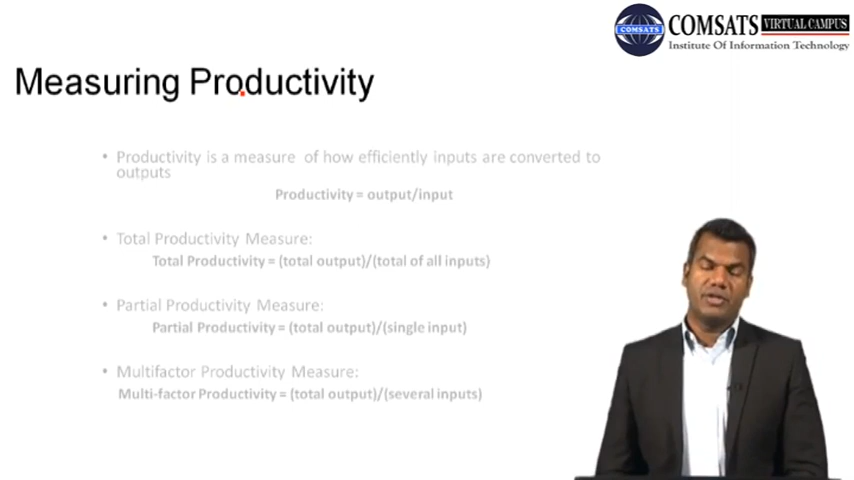 COMSATS
COMSATS VIRTUAL CAMPUS
Institute Of Information Technology
Measuring Productivity
• Productivity is a measure of how efficiently inputs are converted to
outputs
Productivity = output/input
• Total Productivity Measure:
Total Productivity = (total output)/(total of all inputs)
• Partial Productivity Measure:
Partial Productivity = (total output)/(single input)
• Multifactor Productivity Measure:
Multi-factor Productivity = (total output)/(several inputs)